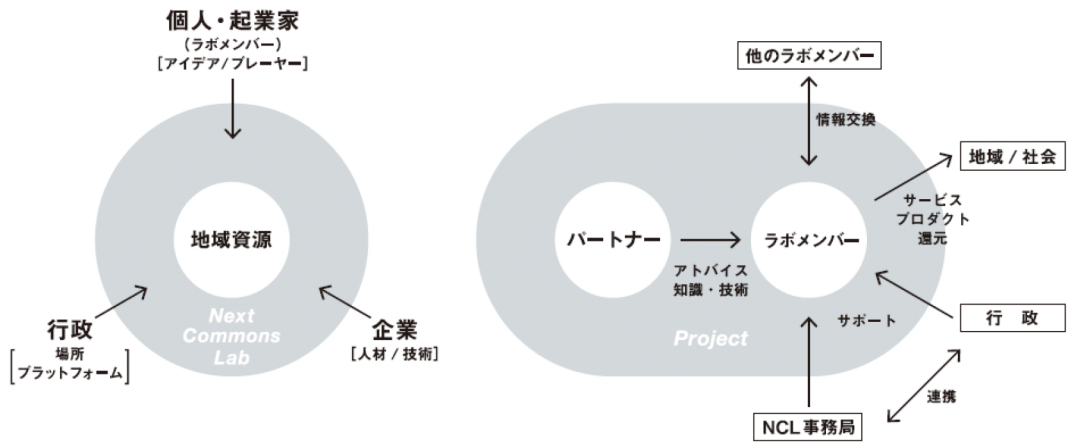 個人・起業家
(ラボメンバー)
[アイデア/プレーヤー]
地域資源
Next
Commons
Lab
行政
[場所
プラットフォーム]
企業
[人材/技術]
他のラボメンバー
情報交換
地域/社会
サービス
プロダクト
還元
パートナー
ラボメンバー
アトバイス
知識・技術
サポート
行　政
Project
連携
NCL事務局